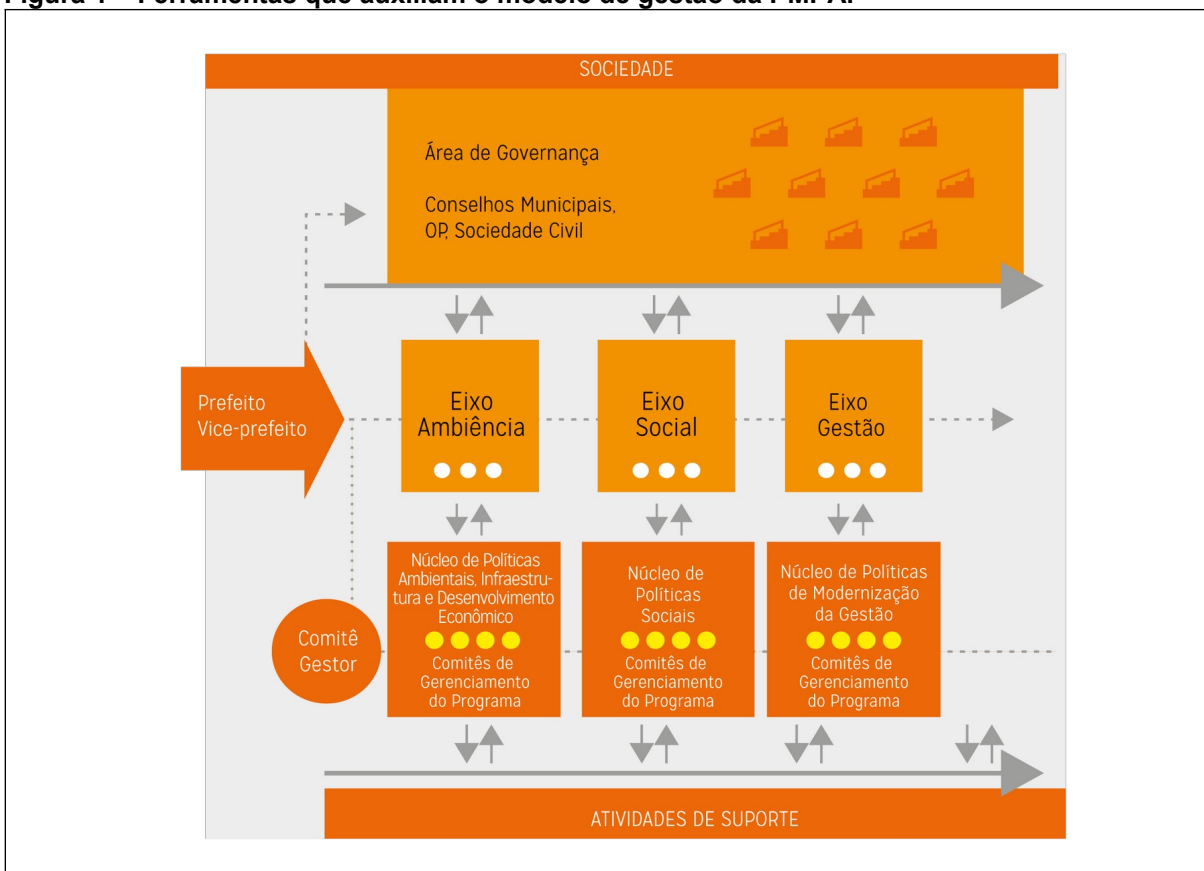 SOCIEDADE
Área de Governança
Conselhos Municipais,
OP, Sociedade Civil
Prefeito
Vice-prefeito
Eixo
Ambiência
Eixo
Social
Eixo
Gestão
Comitê
Gestor
Núcleo de Políticas
Ambientais, Infraestru-
tura e Desenvolvimento
Econômico
Comitês de
Gerenciamento
do Programa
Núcleo de
Políticas
Sociais
Comitês de
Gerenciamento
do Programa
Núcleo de Políticas
de Modernização
da Gestão
Comitês de
Gerenciamento
do Programa
ATIVIDADES DE SUPORTE